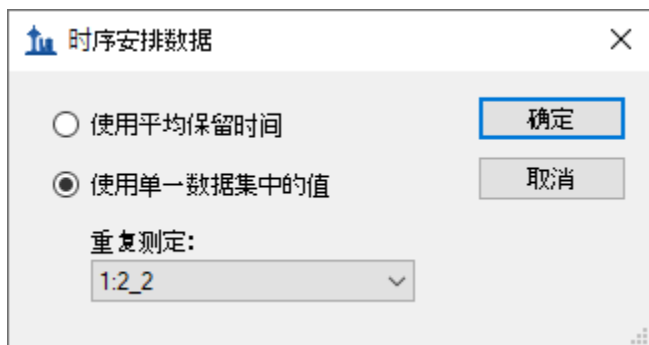 时序安排数据
使用平均保留时间
确定
使用单一数据集中的值
取消
重复测定:
1:2_2